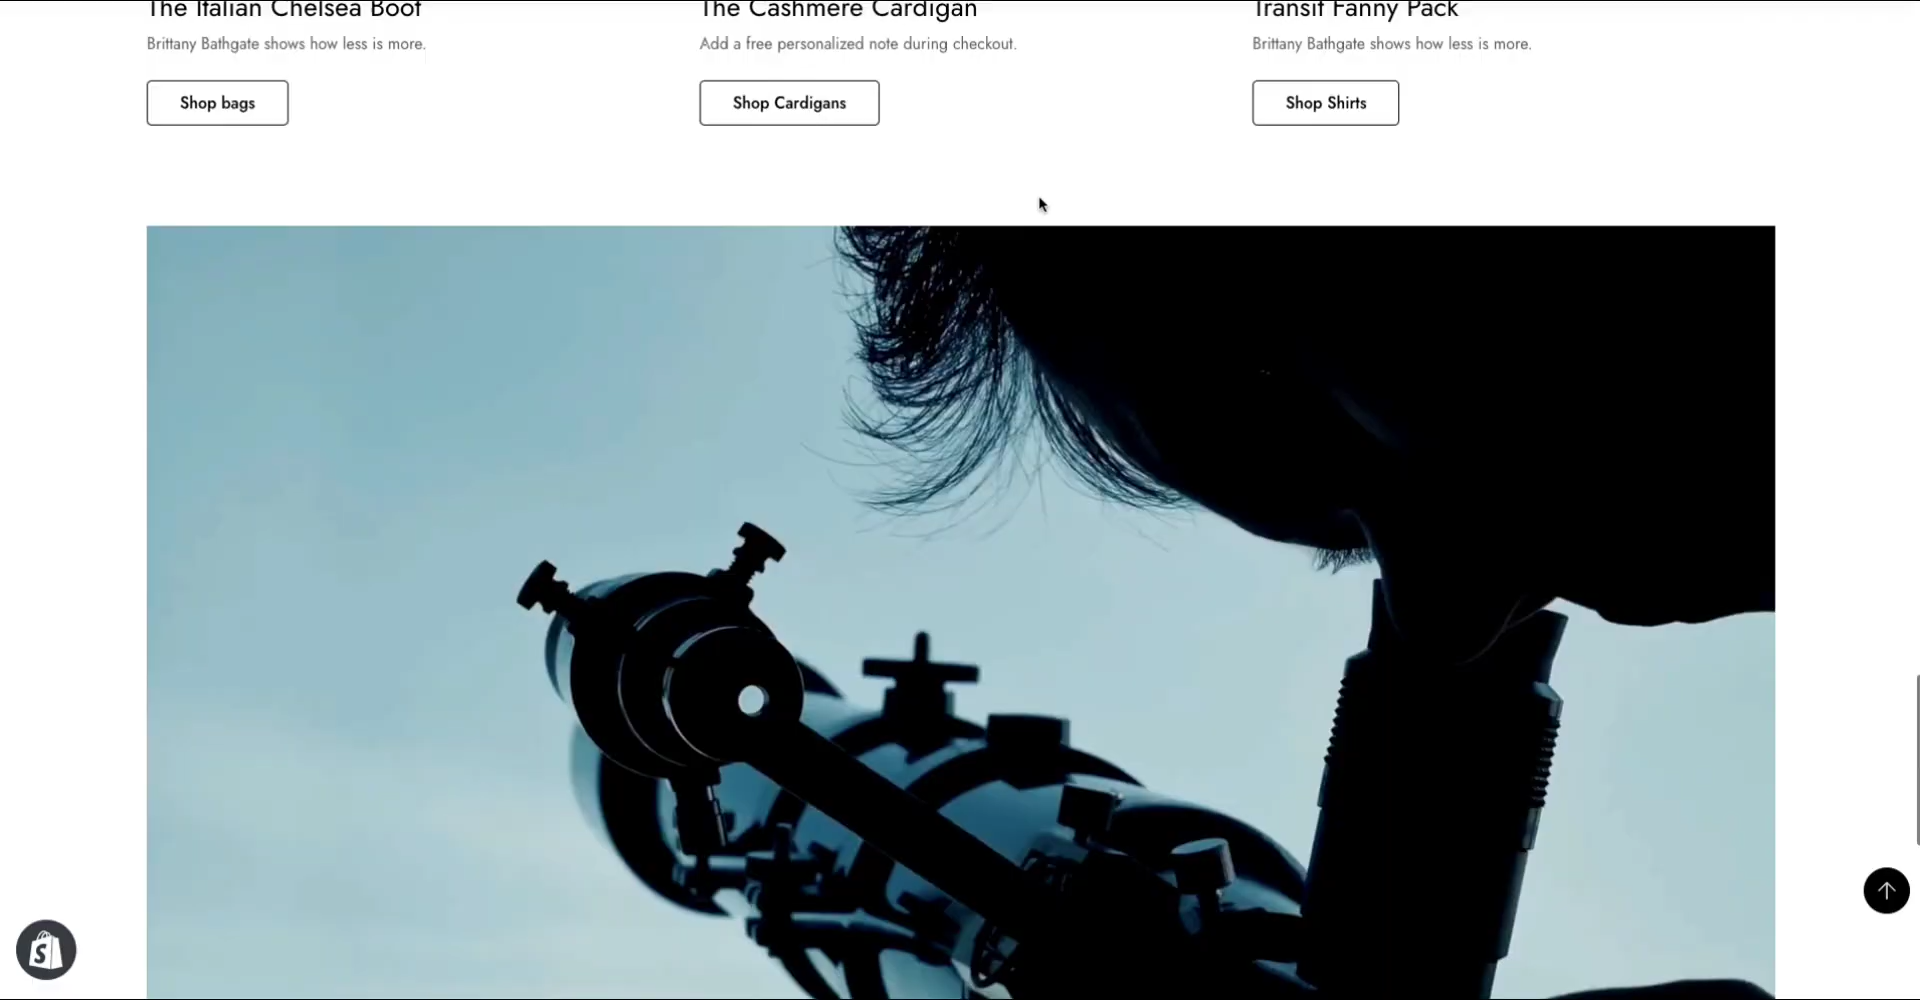 The Italian Chelsea Boot
Brittany Bathgate shows how less is more.
Shop bags
The Cashmere Cardigan
Add a free personalized note during checkout.
Shop Cardigans
Transit Fanny Pack
Brittany Bathgate shows how less is more.
Shop Shirts